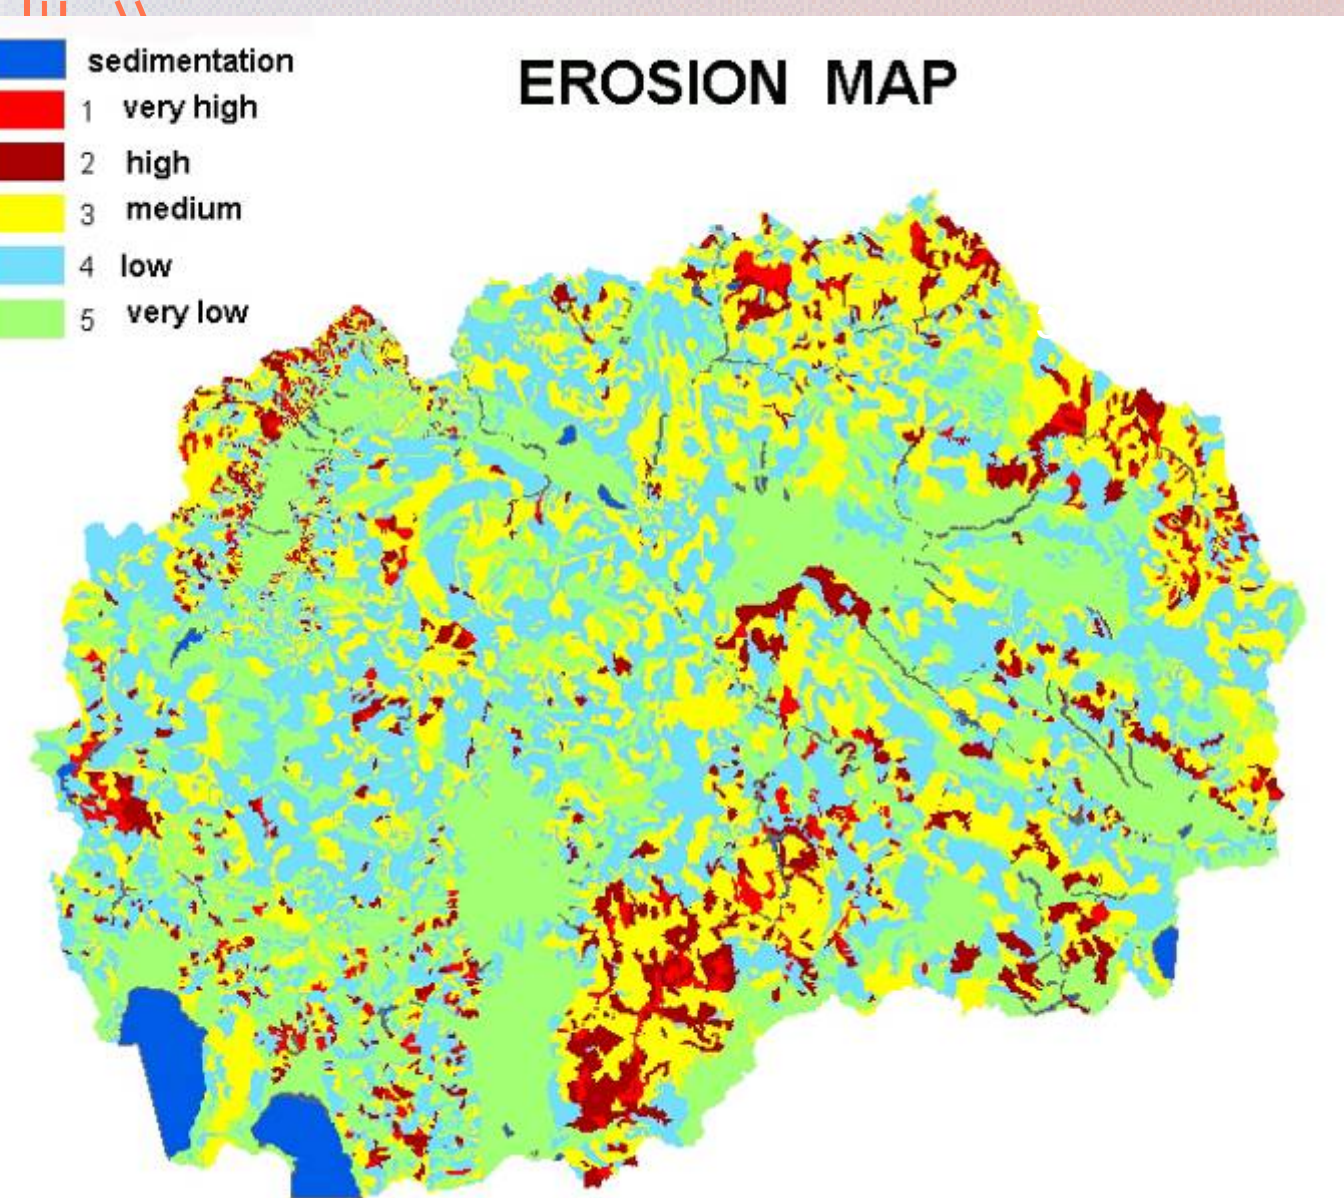 sedimentation
EROSION MAP
1 very high
2 high
3 medium
4 low
5 very low